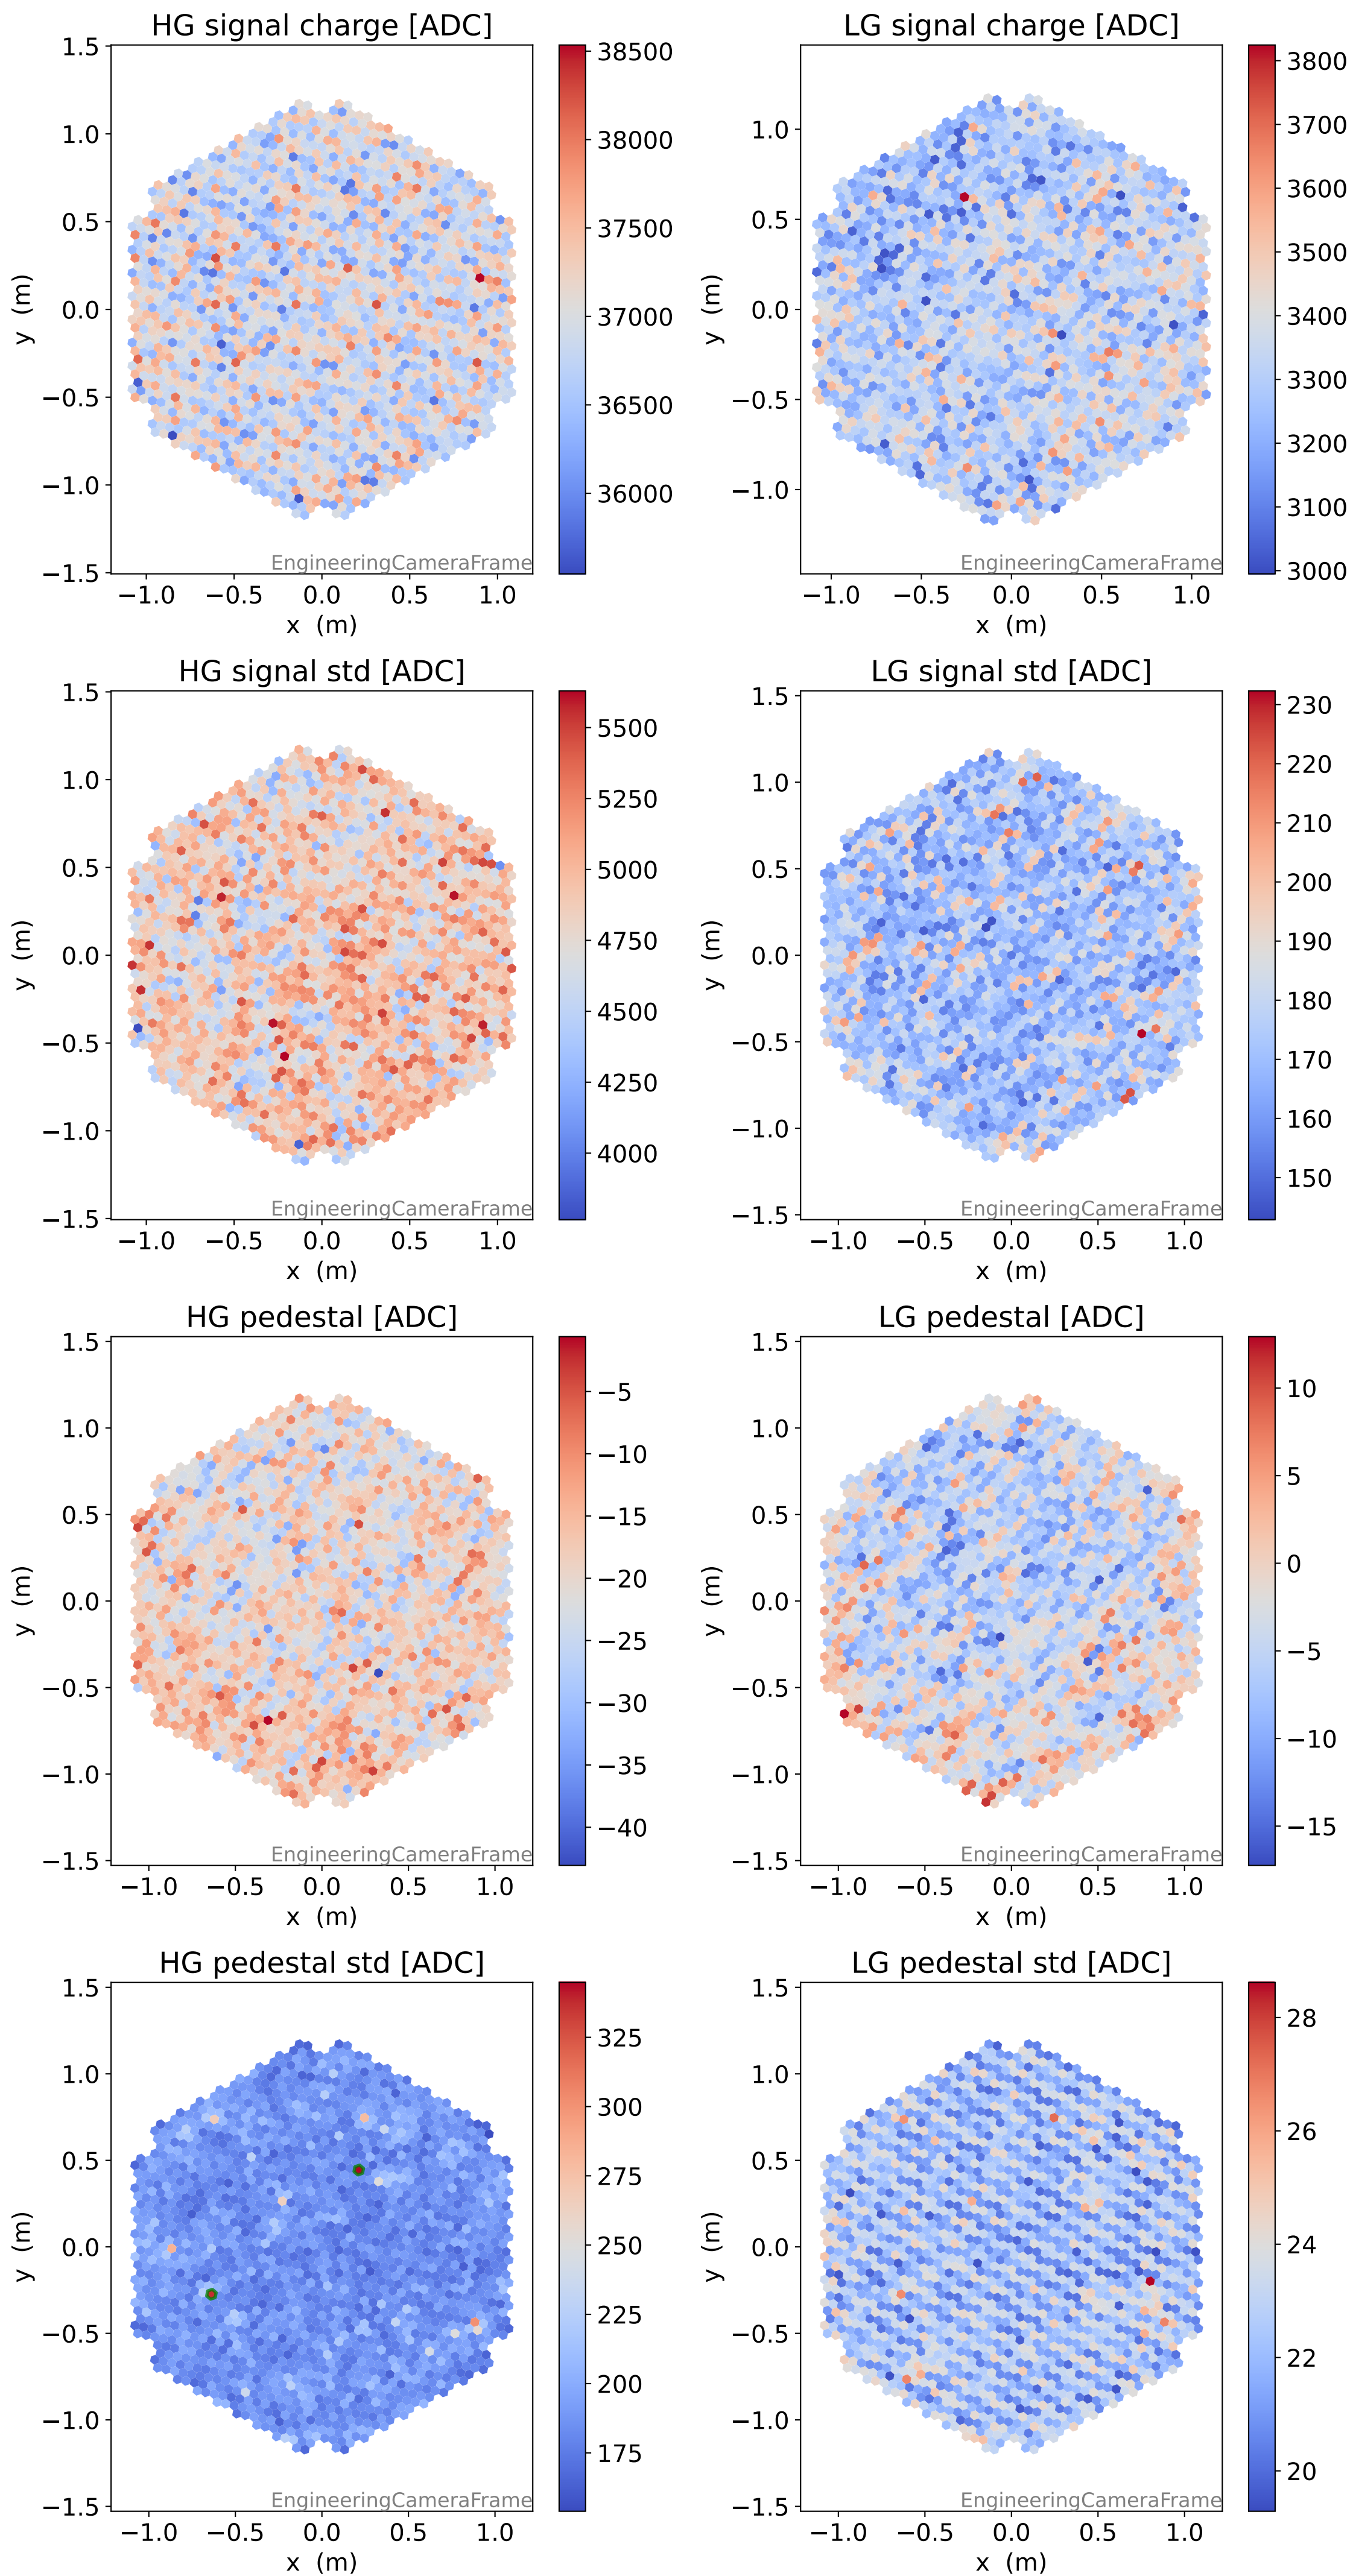 HG signal charge [ADC]
1.5
1.0
0.5
0.0
−0.5
−1.0
−1.5
y (m)
−1.0 −0.5 0.0 0.5 1.0
x (m)
EngineeringCameraFrame
38500
38000
37500
37000
36500
36000
LG signal charge [ADC]
1.0
0.5
0.0
−0.5
−1.0
y (m)
−1.0 −0.5 0.0 0.5 1.0
x (m)
EngineeringCameraFrame
3800
3700
3600
3500
3400
3300
3200
3100
3000
HG signal std [ADC]
1.5
1.0
0.5
0.0
−0.5
−1.0
−1.5
y (m)
−1.0 −0.5 0.0 0.5 1.0
x (m)
EngineeringCameraFrame
5500
5250
5000
4750
4500
4250
4000
LG signal std [ADC]
1.5
1.0
0.5
0.0
−0.5
−1.0
−1.5
y (m)
−1.0 −0.5 0.0 0.5 1.0
x (m)
EngineeringCameraFrame
230
220
210
200
190
180
170
160
150
HG pedestal [ADC]
1.5
1.0
0.5
0.0
−0.5
−1.0
−1.5
y (m)
−1.0 −0.5 0.0 0.5 1.0
x (m)
EngineeringCameraFrame
−5
−10
−15
−20
−25
−30
−35
−40
LG pedestal [ADC]
1.5
1.0
0.5
0.0
−0.5
−1.0
−1.5
y (m)
−1.0 −0.5 0.0 0.5 1.0
x (m)
EngineeringCameraFrame
10
5
0
−5
−10
−15
HG pedestal std [ADC]
1.5
1.0
0.5
0.0
−0.5
−1.0
−1.5
y (m)
−1.0 −0.5 0.0 0.5 1.0
x (m)
EngineeringCameraFrame
325
300
275
250
225
200
175
LG pedestal std [ADC]
1.5
1.0
0.5
0.0
−0.5
−1.0
−1.5
y (m)
−1.0 −0.5 0.0 0.5 1.0
x (m)
EngineeringCameraFrame
28
26
24
22
20